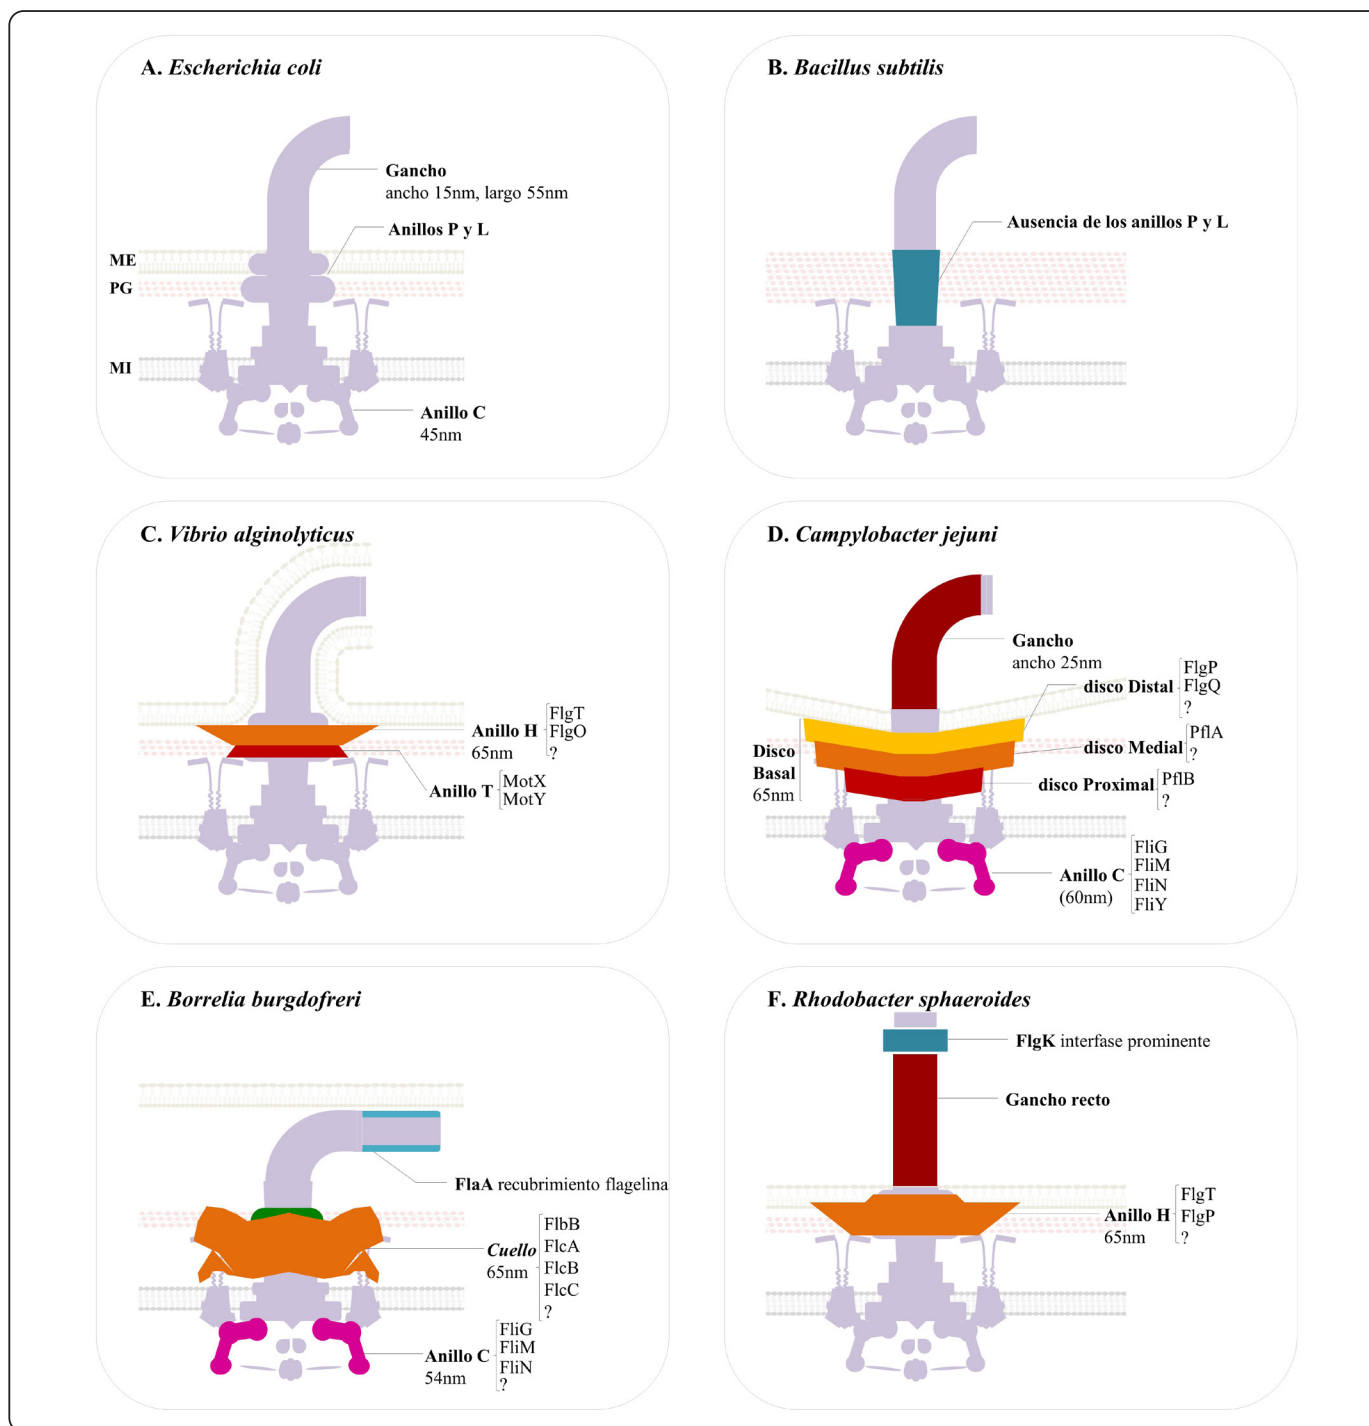 A. Escherichia coli
Gancho
ancho 15nm, largo 55nm
Anillos P y L
ME
PG
MI
Anillo C
45nm
B. Bacillus subtilis
Ausencia de los anillos P y L
C. Vibrio alginolyticus
Anillo H
65nm
FlgT
FlgO
?
Anillo T
MotX
MotY
D. Campylobacter jejuni
Gancho
ancho 25nm
disco Distal
FlgP
FlgQ
?
disco Medial
PflA
?
Disco
Basal
65nm
disco Proximal
PflB
?
Anillo C
(60nm)
FliG
FliM
FliN
FliY
E. Borrelia burgdofreri
FlaA recubrimiento flagelina
Cuello
65nm
FlbB
FlcA
FlcB
FlcC
?
Anillo C
54nm
FliG
FliM
FliN
?
F. Rhodobacter sphaeroides
FlgK interfase prominente
Gancho recto
Anillo H
65nm
FlgT
FlgP
?